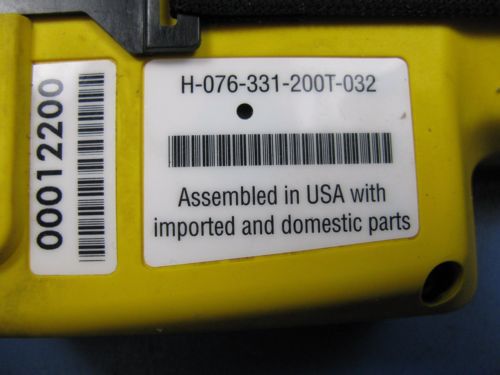 00012200
H-076-331-200T-032
Assembled in USA with
imported and domestic parts